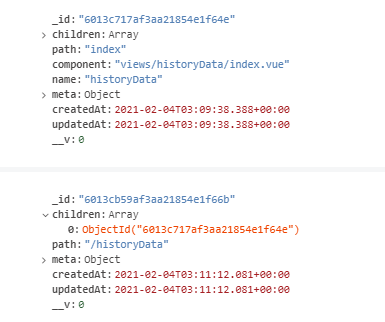 _id:"6013c717af3aa21854e1f64e"
children: Array
path: "index"
component: "views/historyData/index.vue"
name: "historyData"
meta: Object
createdAt: 2021-02-04T03:09:38.388+00:00
updatedAt: 2021-02-04T03:09:38.388+00:00
__v: 0
_id: "6013cb59af3aa21854e1f66b"
children: Array
0: ObjectId("6013c717af3aa21854e1f64e")
path: "/historyData"
meta: Object
createdAt: 2021-02-04T03:11:12.081+00:00
updatedAt: 2021-02-04T03:11:12.081+00:00
__v: 0